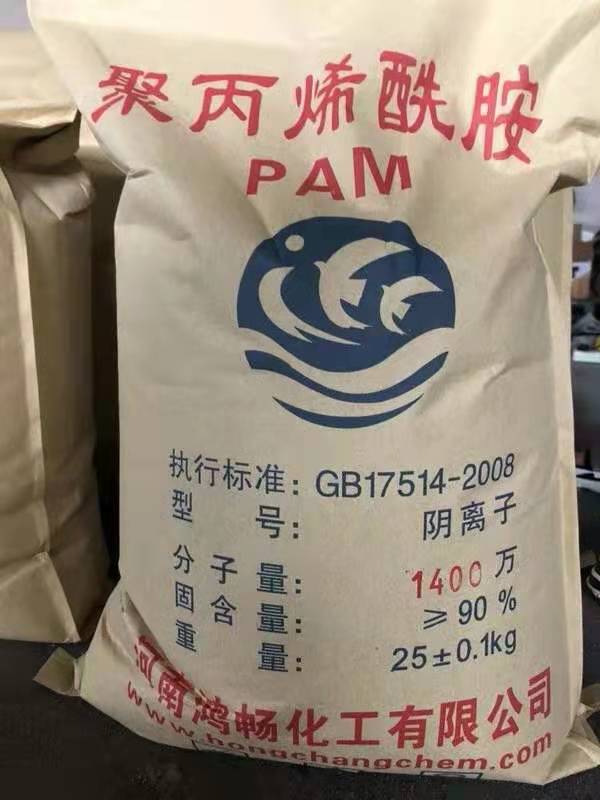 聚丙烯酰胺
PAM
执行标准：GB17514-2008
型号：阴离子
分子量：1400万
固含量：≥90%
重量：25±0.1kg
河南鸿畅化工有限公司
www.hongchangchem.com